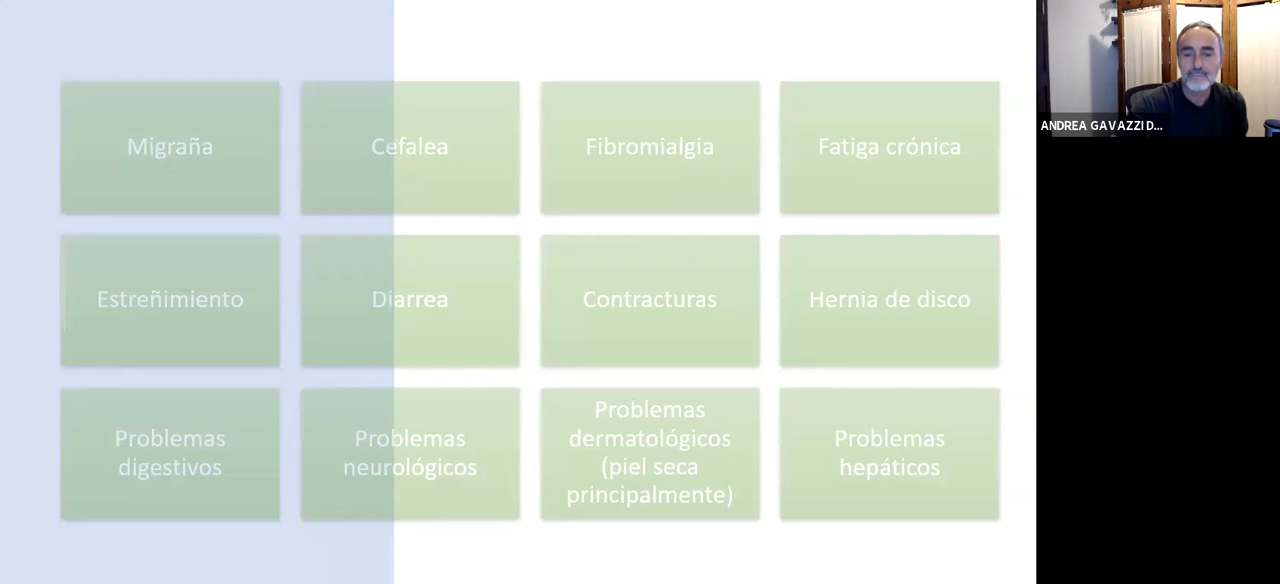 Migraña
Cefalea
Fibromialgia
Fatiga crónica
Estreñimiento
Diarrea
Contracturas
Hernia de disco
Problemas
digestivos
Problemas
neurológicos
Problemas
dermatológicos
(piel seca
principalmente)
Problemas
hepáticos
ANDREA GAVAZZI D...